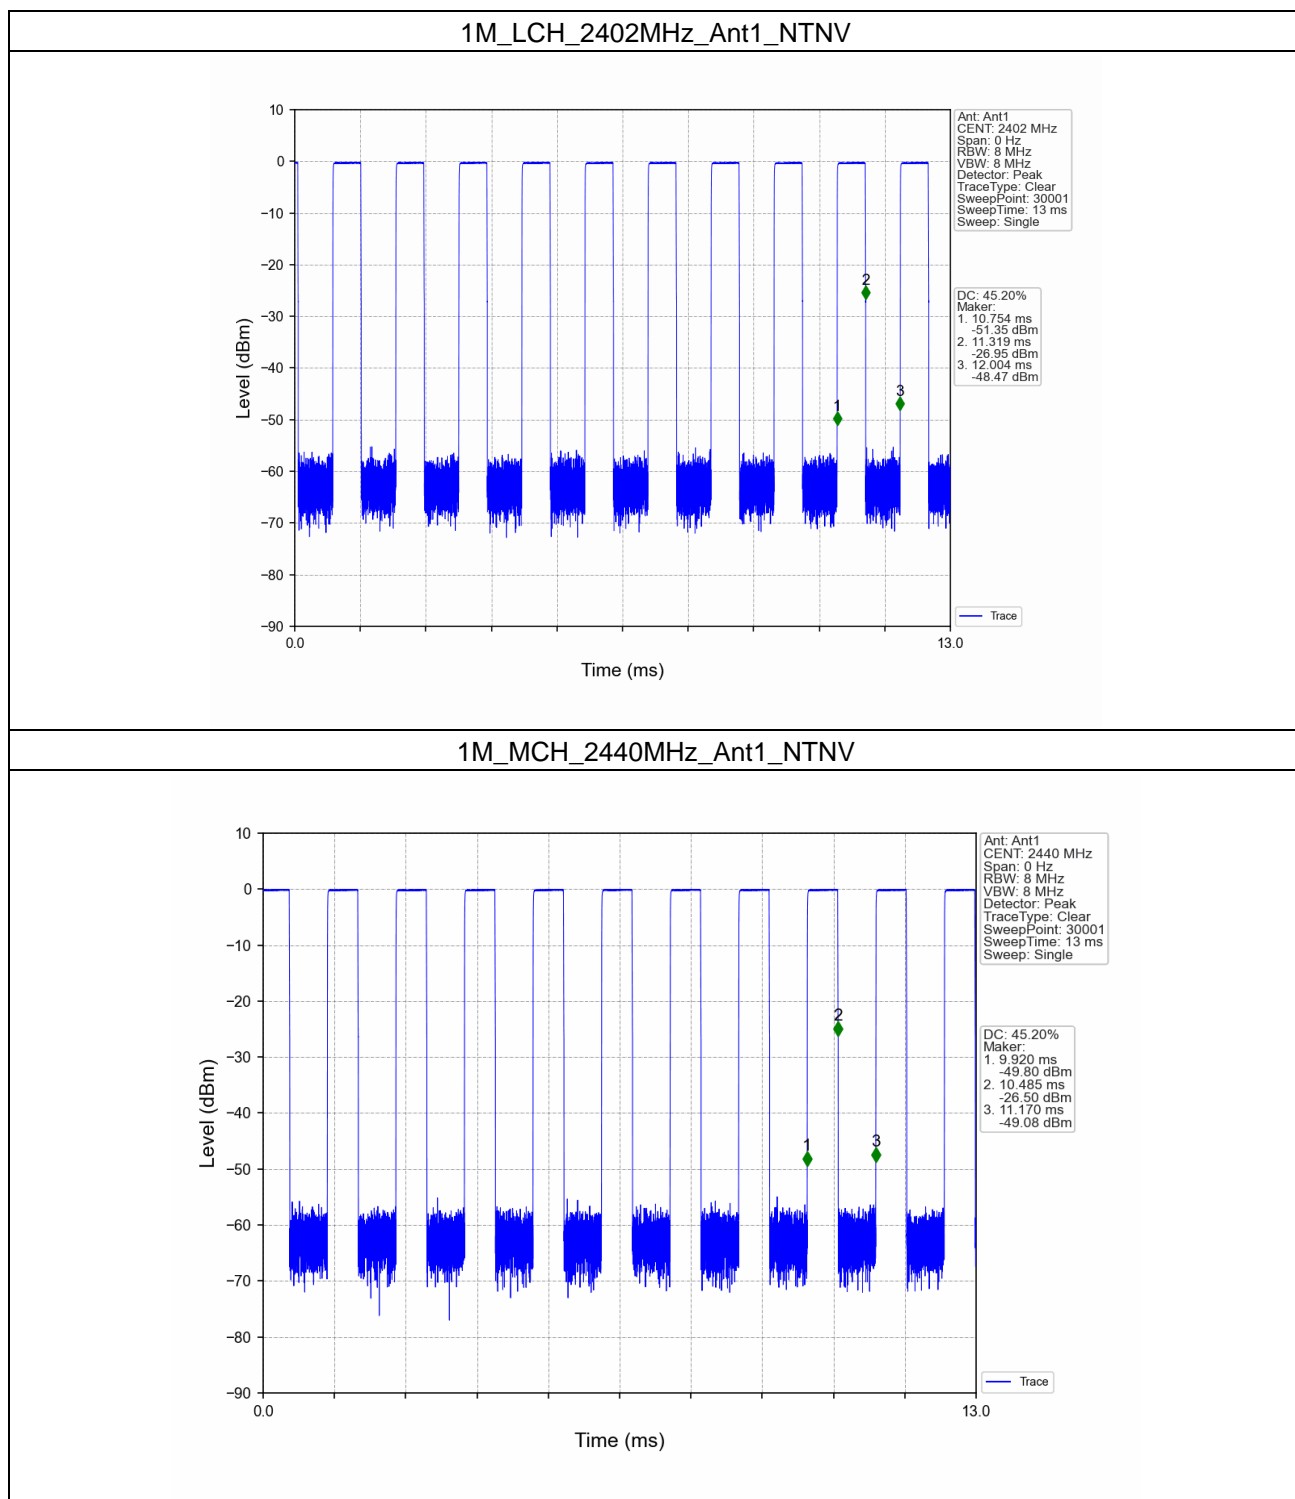 1M_LCH_2402MHz_Ant1_NTNV
10
0
−10
−20
−30
−40
−50
−60
−70
−80
−90
Level (dBm)
0.0
13.0
Time (ms)
1
2
3
Ant: Ant1
CENT: 2402 MHz
Span: 0 Hz
RBW: 8 MHz
VBW: 8 MHz
Detector: Peak
TraceType: Clear
SweepPoint: 30001
SweepTime: 13 ms
Sweep: Single
DC: 45.20%
Maker:
1. 10.754 ms
-51.35 dBm
2. 11.319 ms
-26.95 dBm
3. 12.004 ms
-48.47 dBm
Trace
1M_MCH_2440MHz_Ant1_NTNV
10
0
−10
−20
−30
−40
−50
−60
−70
−80
−90
Level (dBm)
0.0
13.0
Time (ms)
1
2
3
Ant: Ant1
CENT: 2440 MHz
Span: 0 Hz
RBW: 8 MHz
VBW: 8 MHz
Detector: Peak
TraceType: Clear
SweepPoint: 30001
SweepTime: 13 ms
Sweep: Single
DC: 45.20%
Maker:
1. 9.920 ms
-49.80 dBm
2. 10.485 ms
-26.50 dBm
3. 11.170 ms
-49.08 dBm
Trace